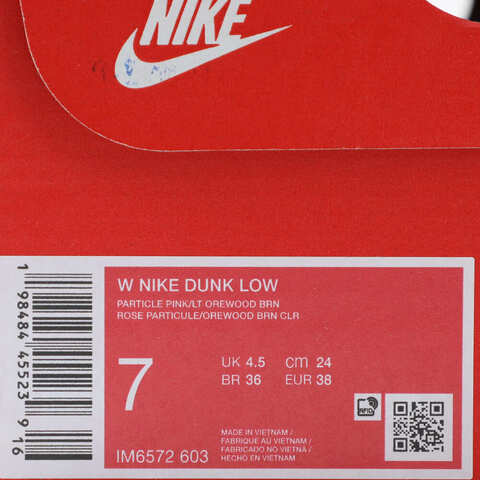 NIKE
W NIKE DUNK LOW
PARTICLE PINK/LT OREWOOD BRN
ROSE PARTICULE/OREWOOD BRN CLR
7
UK 4.5 cm 24
BR 36 EUR 38
RFID
MADE IN VIETNAM /
FABRIQUE AU VIETNAM /
FABRICADO NO VIETNÃ /
HECHO EN VIETNAM
IM6572 603
1 98484 45523 9 16